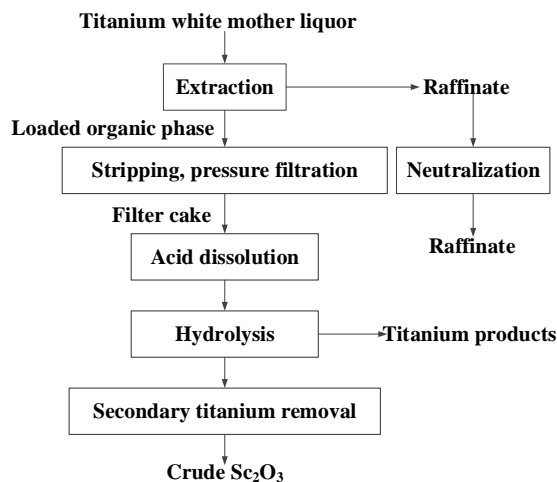 Titanium white mother liquor
Extraction
Raffinate
Loaded organic phase
Stripping, pressure filtration
Neutralization
Filter cake
Raffinate
Acid dissolution
Hydrolysis
Titanium products
Secondary titanium removal
Crude Sc₂O₃